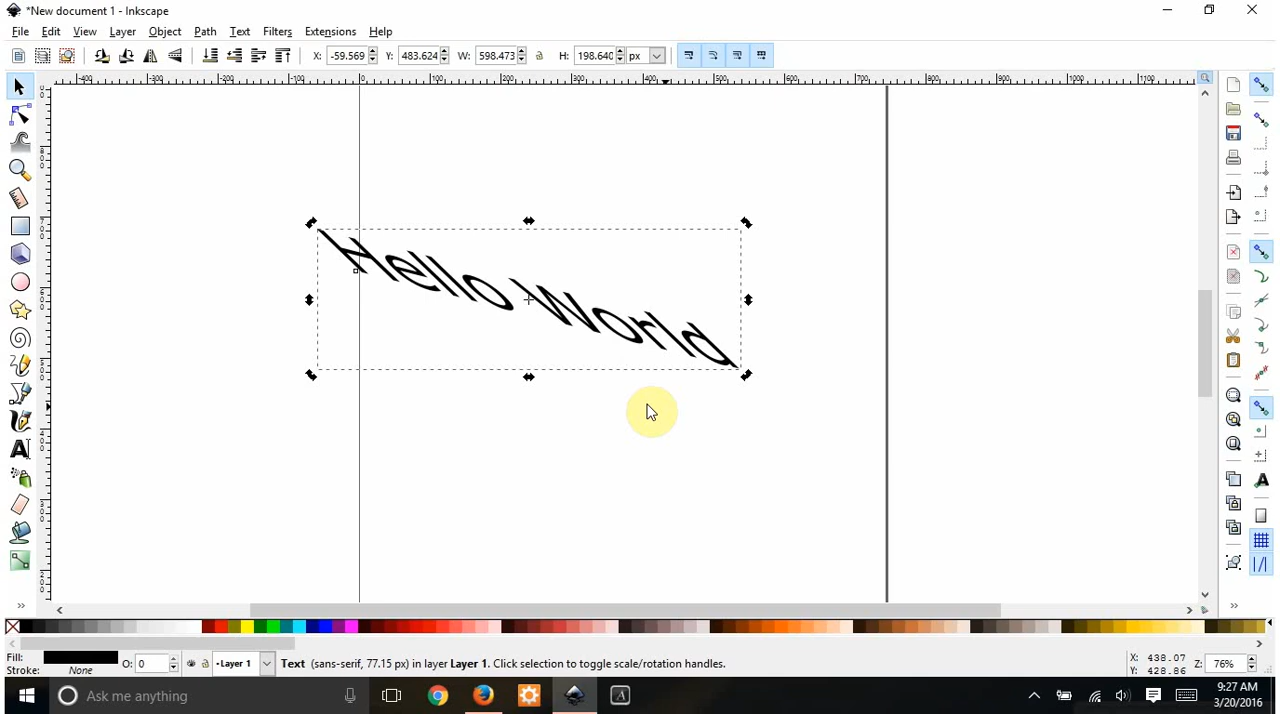 *New document 1 - Inkscape
File Edit View Layer Object Path Text Filters Extensions Help
X: -59.569 Y: 483.624 W: 598.473 H: 198.640 px
Hello World
Fill:
Stroke: None O: 0 Layer 1 Text (sans-serif, 77.15 px) in layer Layer 1. Click selection to toggle scale/rotation handles. X: 438.07 Y: 428.86 Z: 76%
Ask me anything
9:27 AM
3/20/2016